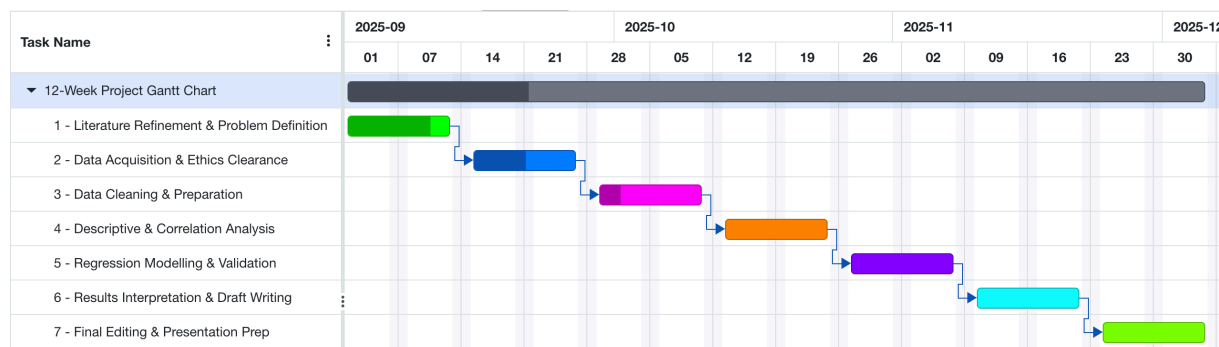 Task Name
2025-09 2025-10 2025-11 2025-12
01 07 14 21 28 05 12 19 26 02 09 16 23 30
12-Week Project Gantt Chart
1 - Literature Refinement & Problem Definition
2 - Data Acquisition & Ethics Clearance
3 - Data Cleaning & Preparation
4 - Descriptive & Correlation Analysis
5 - Regression Modelling & Validation
6 - Results Interpretation & Draft Writing
7 - Final Editing & Presentation Prep